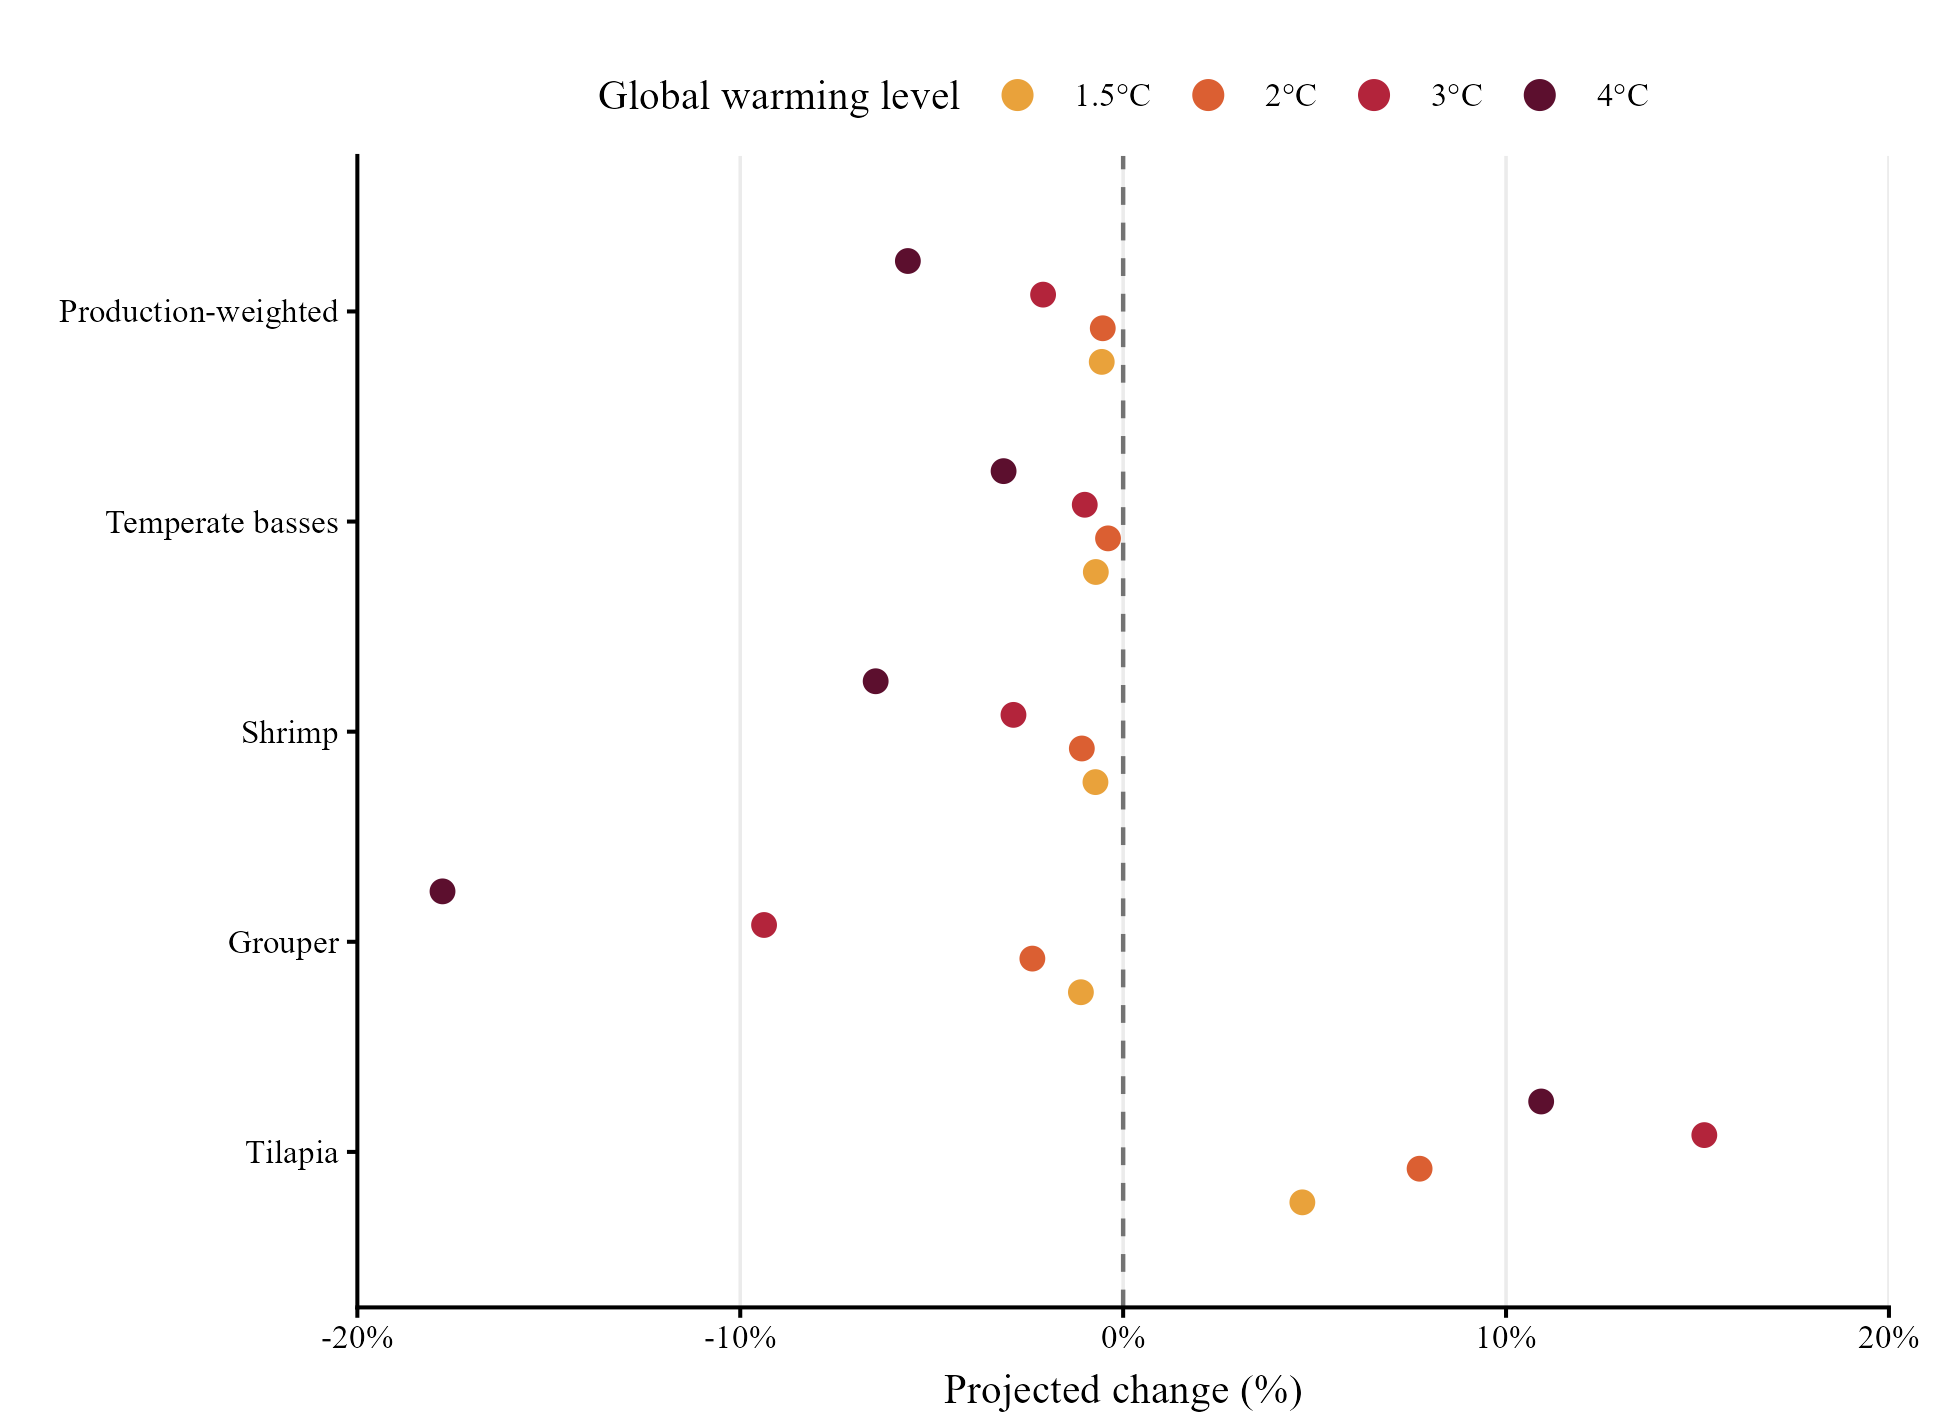 Global warming level 1.5°C 2°C 3°C 4°C
Production-weighted
Temperate basses
Shrimp
Grouper
Tilapia
-20% -10% 0% 10% 20%
Projected change (%)